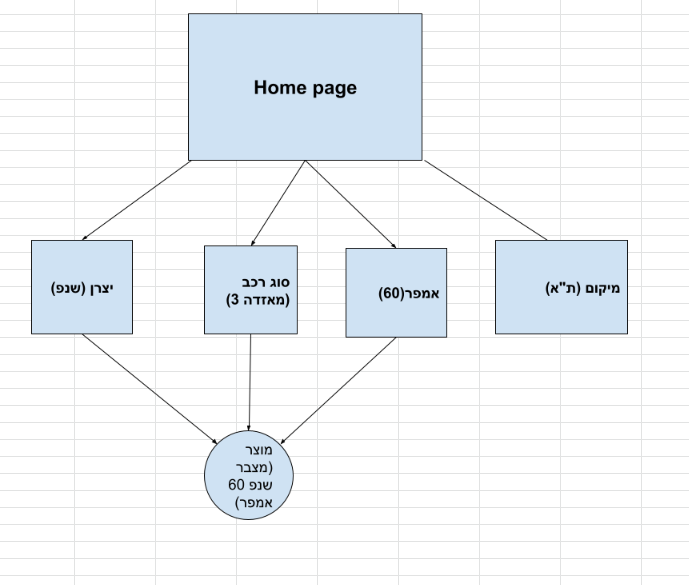 Home page
יצרן (שנפ)
סוג רכב
(מאזדה 3)
אמפר(60)
מיקום (ת"א)
מוצר
(מצבר
שנפ 60
אמפר)